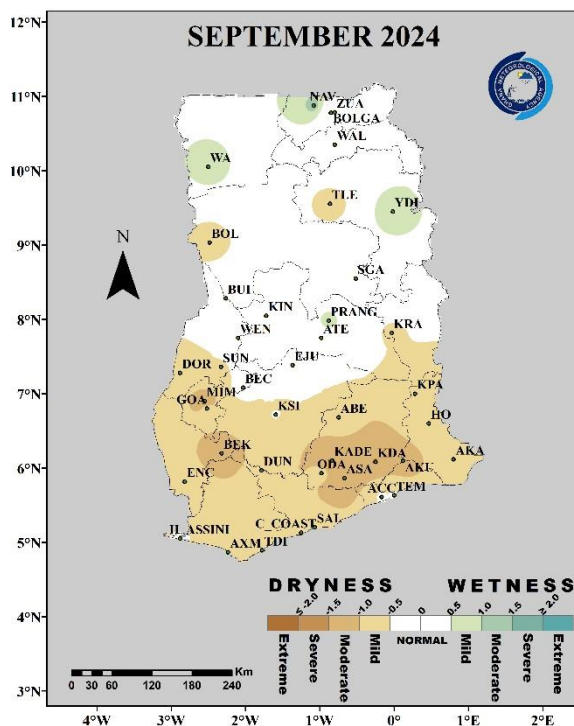 SEPTEMBER 2024
12°N
11°N
10°N
9°N
8°N
7°N
6°N
5°N
4°N
3°N
4°W
3°W
2°W
1°W
0°
1°E
2°E
GHANA METEOROLOGICAL AGENCY
N
NAV
ZUA
BOLGA
WAL
WA
TLE
YDI
BOL
SGA
BUI
KIN
PRANG
KRA
WEN
ATE
DOR
SUN
EJU
BEC
KPA
MIM
GOA
KSI
ABE
HO
BEK
KADE
KDA
AKA
DUN
ODA
ASA
AKU
ENC
ACC
TEM
C_COAST
SAL
JI_ASSINI
AXM
TDI
DRYNESS WETNESS
≤ -2.0 -1.5 -1.0 -0.5 0 0.5 1.0 1.5 ≥ 2.0
Extreme Severe Moderate Mild NORMAL Mild Moderate Severe Extreme
Km
0 30 60 120 180 240